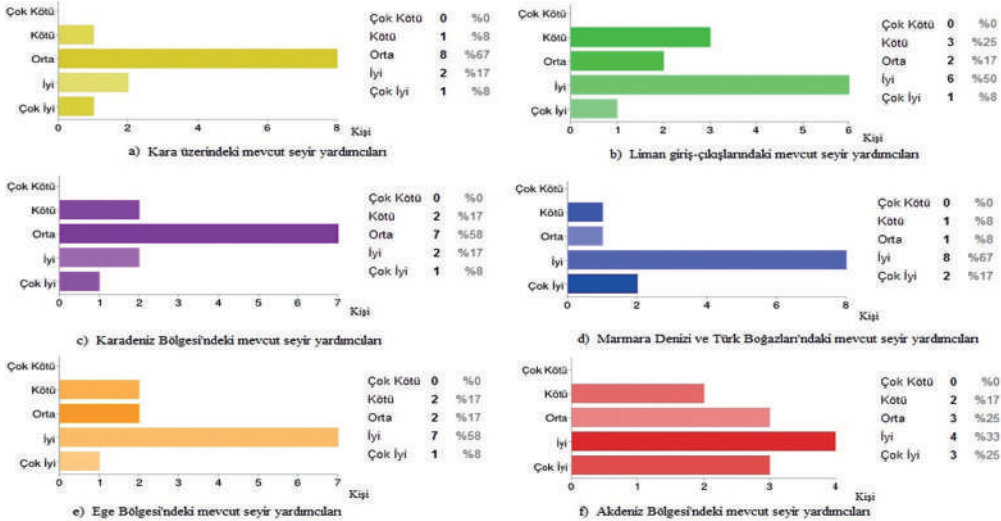 Çok Kötü
Kötü
Orta
İyi
Çok İyi
0 2 4 6 8
Kişi
Çok Kötü 0 %0
Kötü 1 %8
Orta 8 %67
İyi 2 %17
Çok İyi 1 %8
a) Kara üzerindeki mevcut seyir yardımcıları
Çok Kötü
Kötü
Orta
İyi
Çok İyi
0 1 2 3 4 5 6
Kişi
Çok Kötü 0 %0
Kötü 3 %25
Orta 2 %17
İyi 6 %50
Çok İyi 1 %8
b) Liman giriş-çıkışlarındaki mevcut seyir yardımcıları
Çok Kötü
Kötü
Orta
İyi
Çok İyi
0 1 2 3 4 5 6 7
Kişi
Çok Kötü 0 %0
Kötü 2 %17
Orta 7 %58
İyi 2 %17
Çok İyi 1 %8
c) Karadeniz Bölgesi'ndeki mevcut seyir yardımcıları
Çok Kötü
Kötü
Orta
İyi
Çok İyi
0 2 4 6 8
Kişi
Çok Kötü 0 %0
Kötü 1 %8
Orta 1 %8
İyi 8 %67
Çok İyi 2 %17
d) Marmara Denizi ve Türk Boğazları'ndaki mevcut seyir yardımcıları
Çok Kötü
Kötü
Orta
İyi
Çok İyi
0 1 2 3 4 5 6 7
Kişi
Çok Kötü 0 %0
Kötü 2 %17
Orta 2 %17
İyi 7 %58
Çok İyi 1 %8
e) Ege Bölgesi'ndeki mevcut seyir yardımcıları
Çok Kötü
Kötü
Orta
İyi
Çok İyi
0 1 2 3 4
Kişi
Çok Kötü 0 %0
Kötü 2 %17
Orta 3 %25
İyi 4 %33
Çok İyi 3 %25
f) Akdeniz Bölgesi'ndeki mevcut seyir yardımcıları